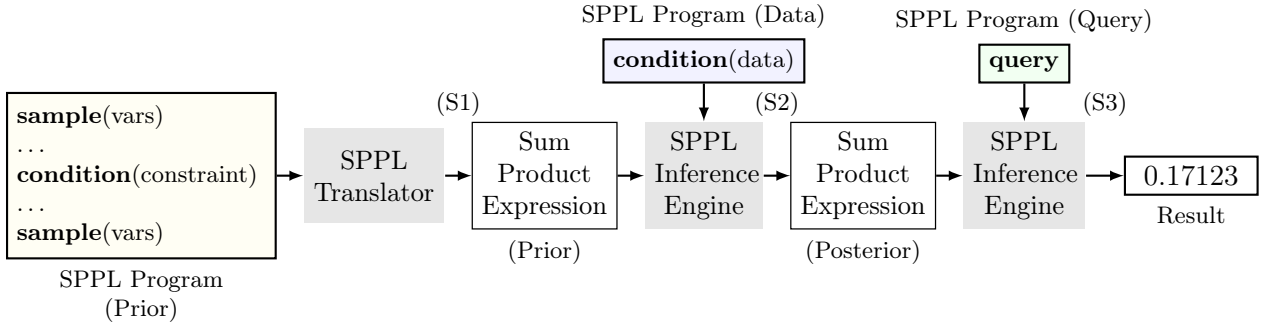 SPPL Program (Data)
condition(data)
SPPL Program (Query)
query
sample(vars)
...
condition(constraint)
...
sample(vars)
SPPL Program
(Prior)
SPPL
Translator
(S1)
Sum
Product
Expression
(Prior)
SPPL
Inference
Engine
(S2)
Sum
Product
Expression
(Posterior)
SPPL
Inference
Engine
(S3)
0.17123
Result